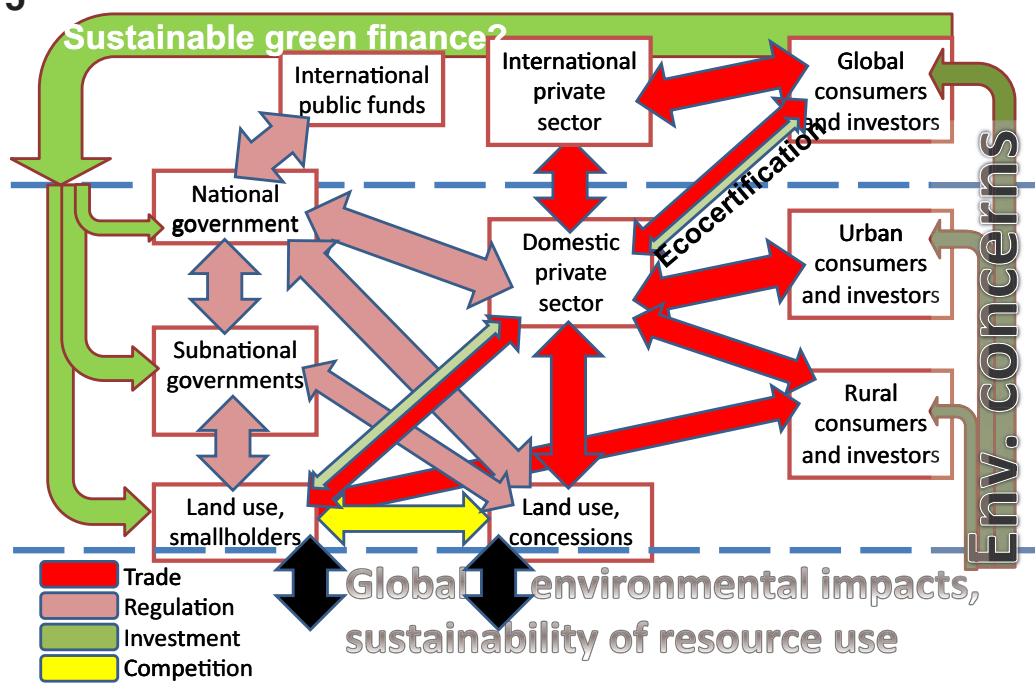 Sustainable green finance?
International
public funds
International
private
sector
Global
consumers
and investors
Ecocertification
National
government
Domestic
private
sector
Urban
consumers
and investors
Subnational
governments
Rural
consumers
and investors
Env. concerns
Land use,
smallholders
Land use,
concessions
Trade
Regulation
Investment
Competition
Global environmental impacts,
sustainability of resource use